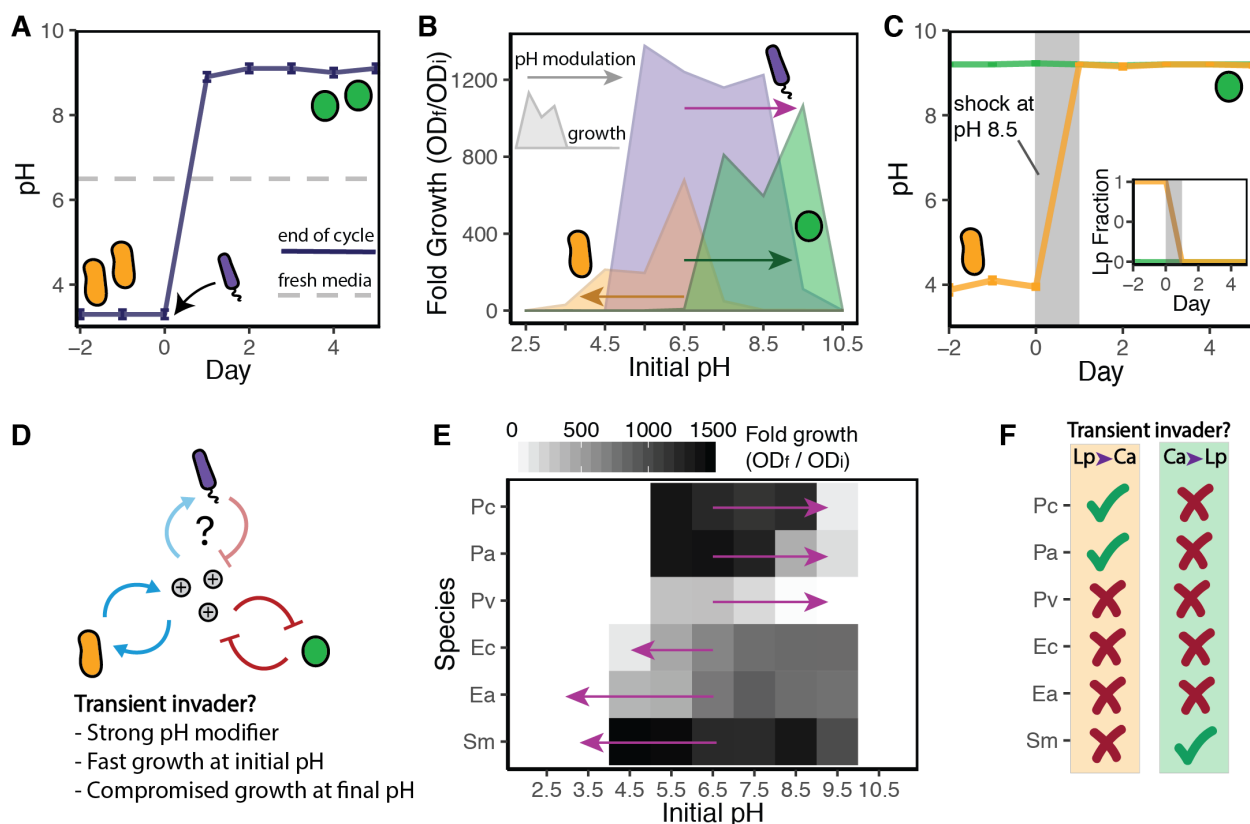 A
10
8
6
4
pH
−2
0
2
4
Day
end of cycle
fresh media
B
1200
800
400
0
Fold Growth (ODf/ODi)
pH modulation
growth
2.5
4.5
6.5
8.5
10.5
Initial pH
C
10
8
6
4
pH
shock at
pH 8.5
−2
0
2
4
Day
Lp Fraction
1
0
0
−2
0
2
4
Day
D
?
+
+
+
Transient invader?
- Strong pH modifier
- Fast growth at initial pH
- Compromised growth at final pH
E
0 500 1000 1500
Fold growth
(ODf / ODi)
Species
Pc
Pa
Pv
Ec
Ea
Sm
2.5 3.5 4.5 5.5 6.5 7.5 8.5 9.5 10.5
Initial pH
F
Transient invader?
Lp Ca
Ca Lp
Pc
Pa
Pv
Ec
Ea
Sm